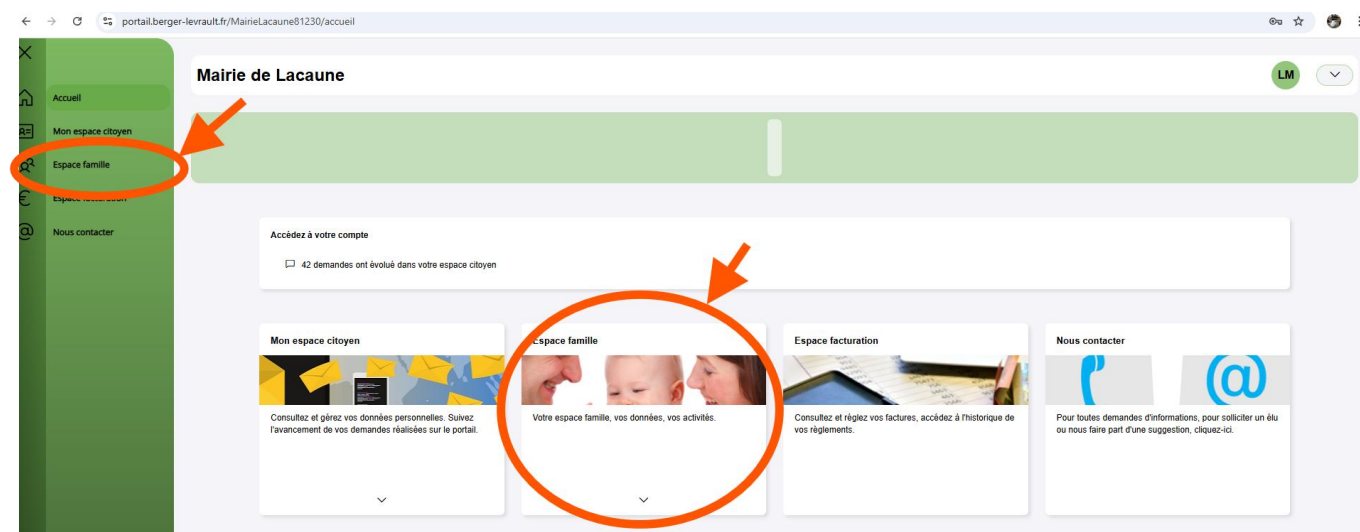 portail.berger-levrault.fr/MairieLacaune81230/accueil
Mairie de Lacaune
LM
Accueil
Mon espace citoyen
Espace famille
Espace facturation
Nous contacter
Accèdez à votre compte
42 demandes ont évolué dans votre espace citoyen
Mon espace citoyen
Consultez et gérez vos données personnelles. Suivez
l'avancement de vos demandes réalisées sur le portail.
Espace famille
Votre espace famille, vos données, vos activités.
Espace facturation
Consultez et règlez vos factures, accédez à l'historique de
vos règlements.
Nous contacter
Pour toutes demandes d'informations, pour solliciter un élu
ou nous faire part d'une suggestion, cliquez-ici.